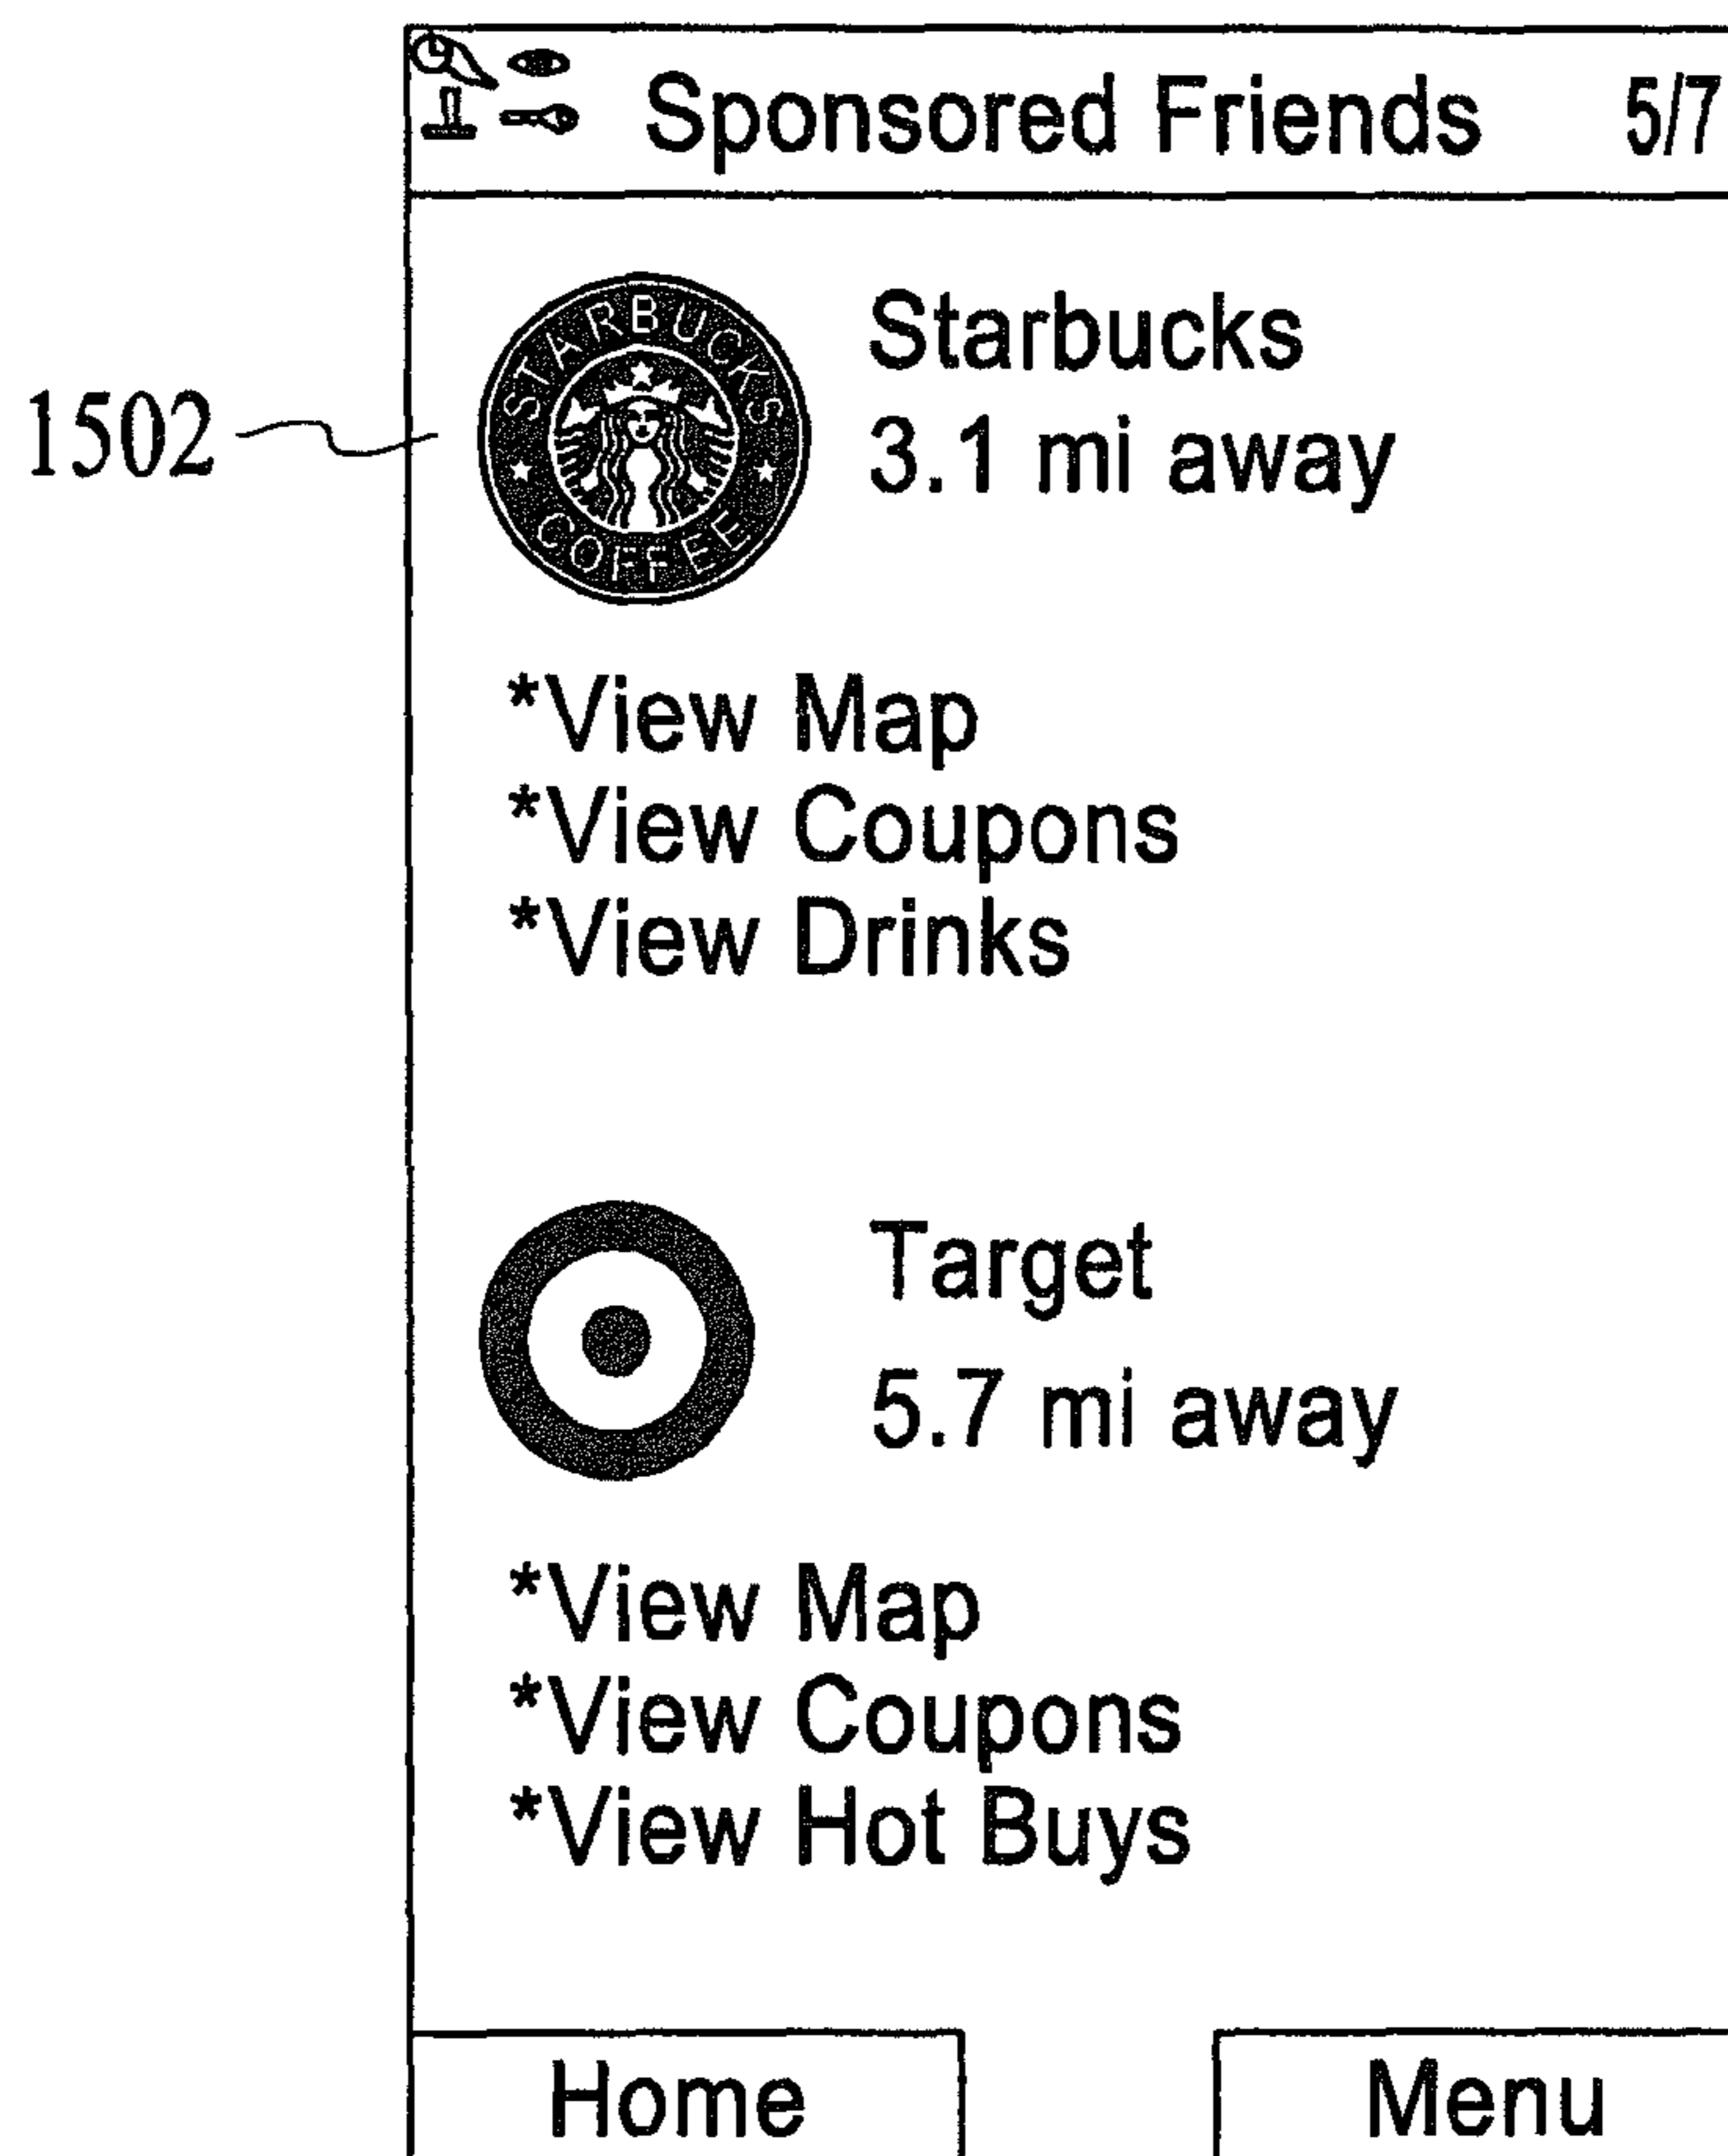 Sponsored Friends 5/7
1502
STARBUCKS
COFFEE
Starbucks
3.1 mi away
*View Map
*View Coupons
*View Drinks
Target
5.7 mi away
*View Map
*View Coupons
*View Hot Buys
Home Menu